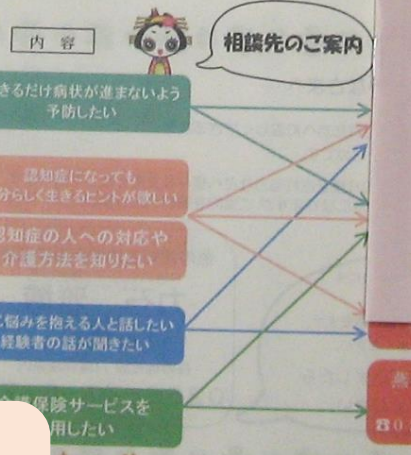 内容
相談先のご案内
きるだけ病状が進まないよう
予防したい
認知症になっても
分らしく生きるヒントが欲しい
認知症の人への対応や
介護方法を知りたい
悩みを抱える人と話したい
経験者の話が聞きたい
介護保険サービスを
用したい
燕
☎0